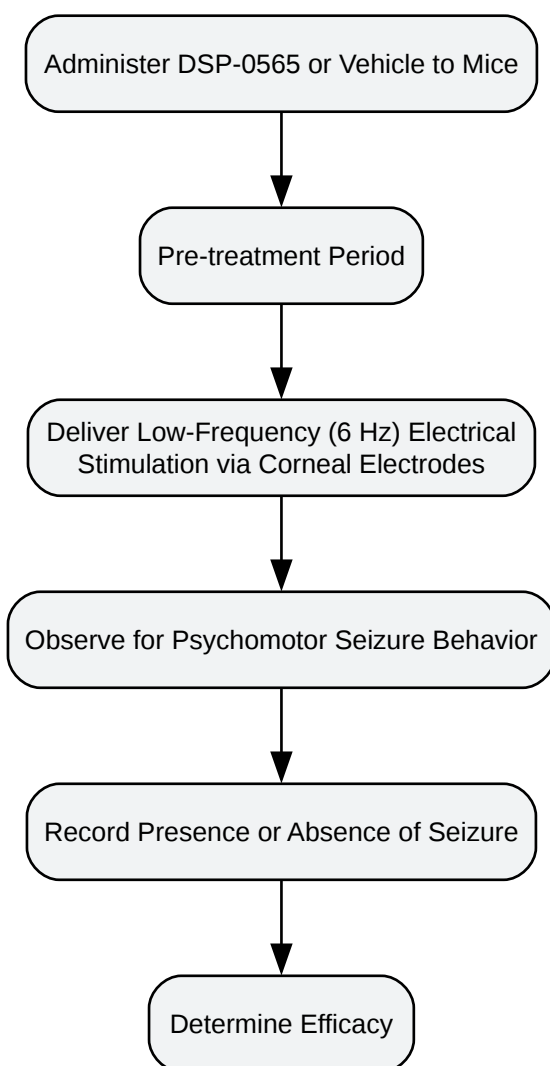 Administer DSP-0565 or Vehicle to Mice
Pre-treatment Period
Deliver Low-Frequency (6 Hz) Electrical
Stimulation via Corneal Electrodes
Observe for Psychomotor Seizure Behavior
Record Presence or Absence of Seizure
Determine Efficacy